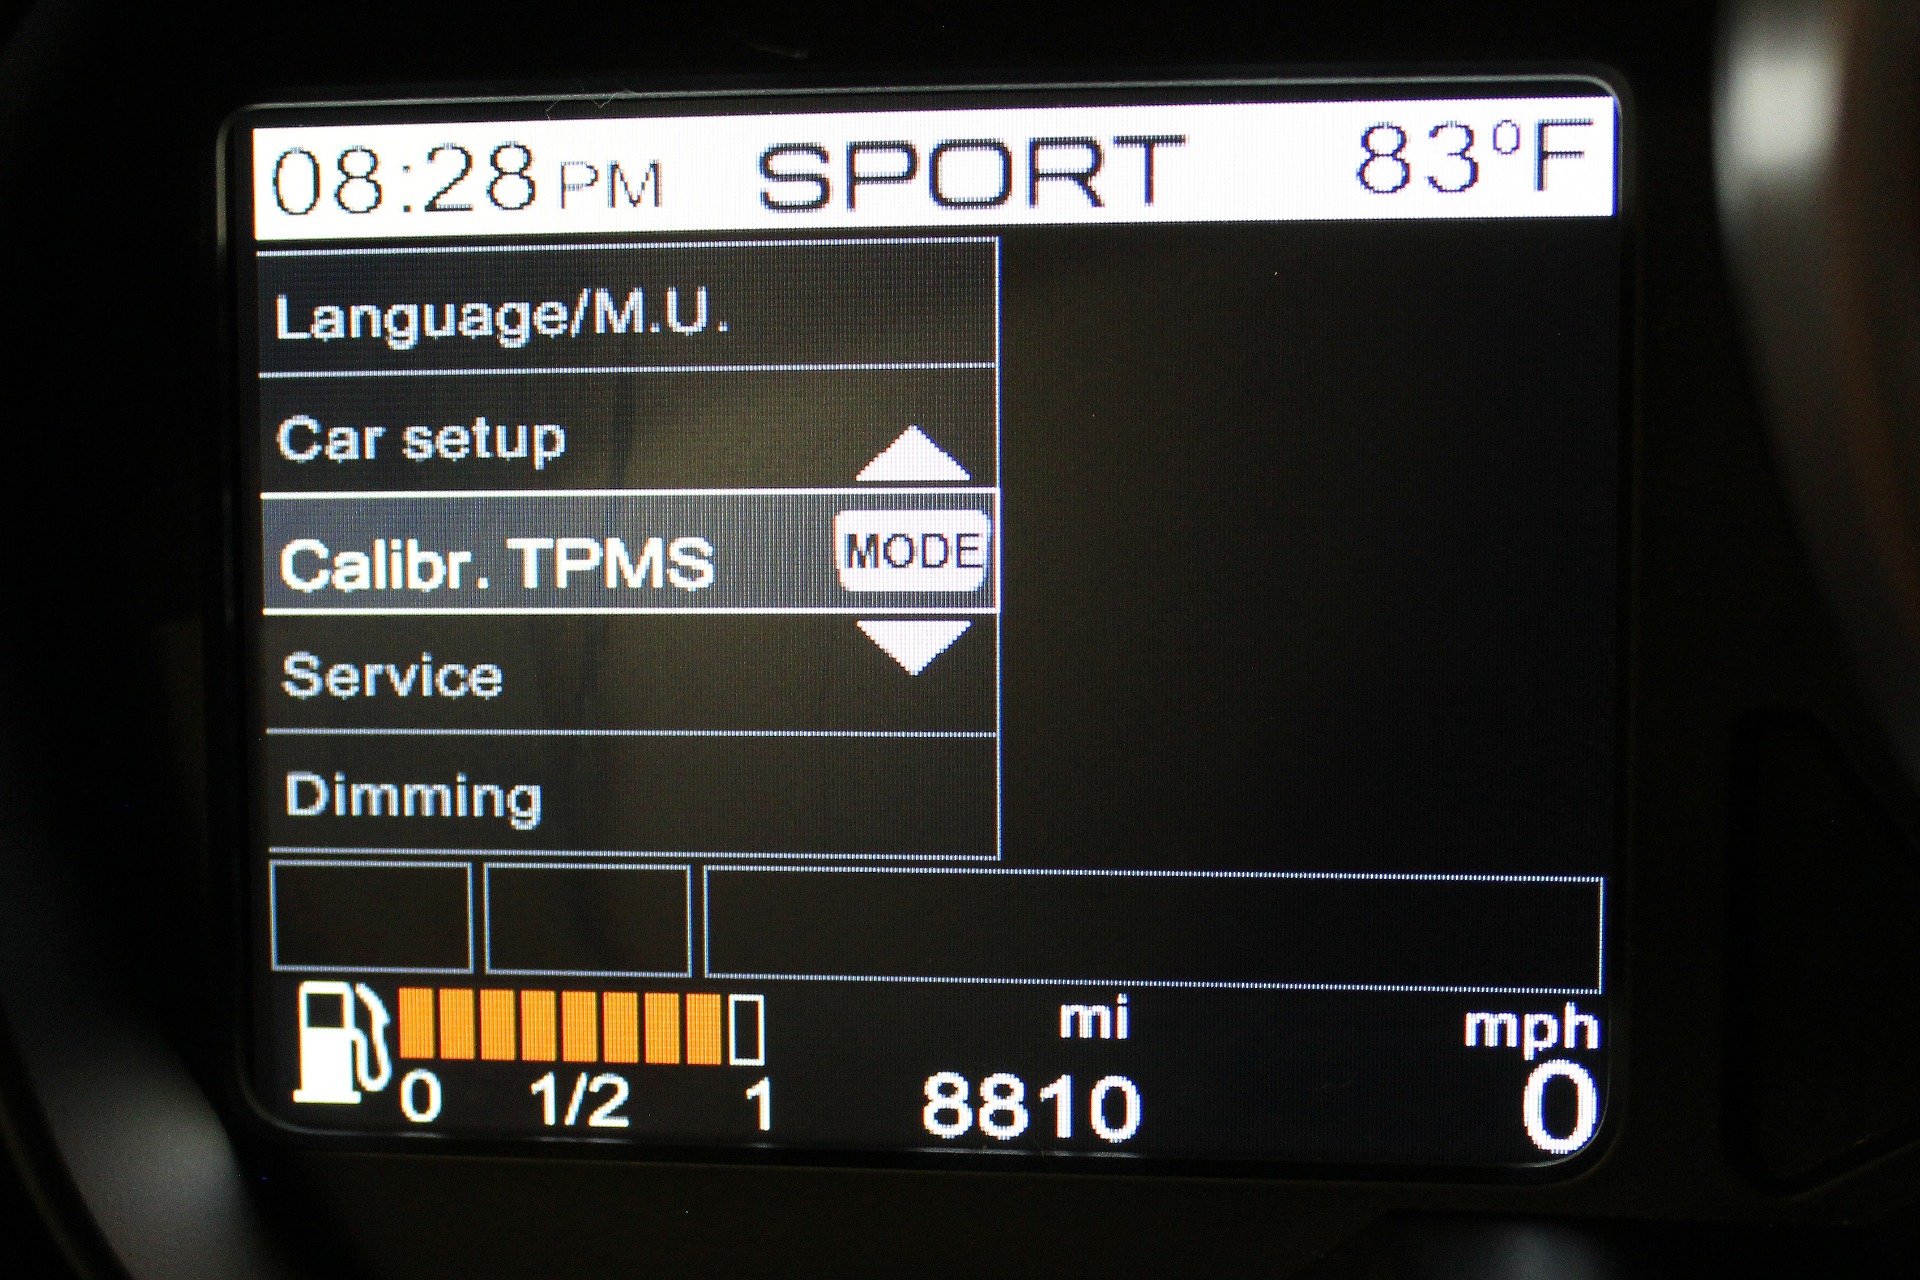 08:28 PM SPORT 83°F
Language/M.U.
Car setup
Calibr. TPMS MODE
Service
Dimming
mi mph
0 1/2 1 8810 0